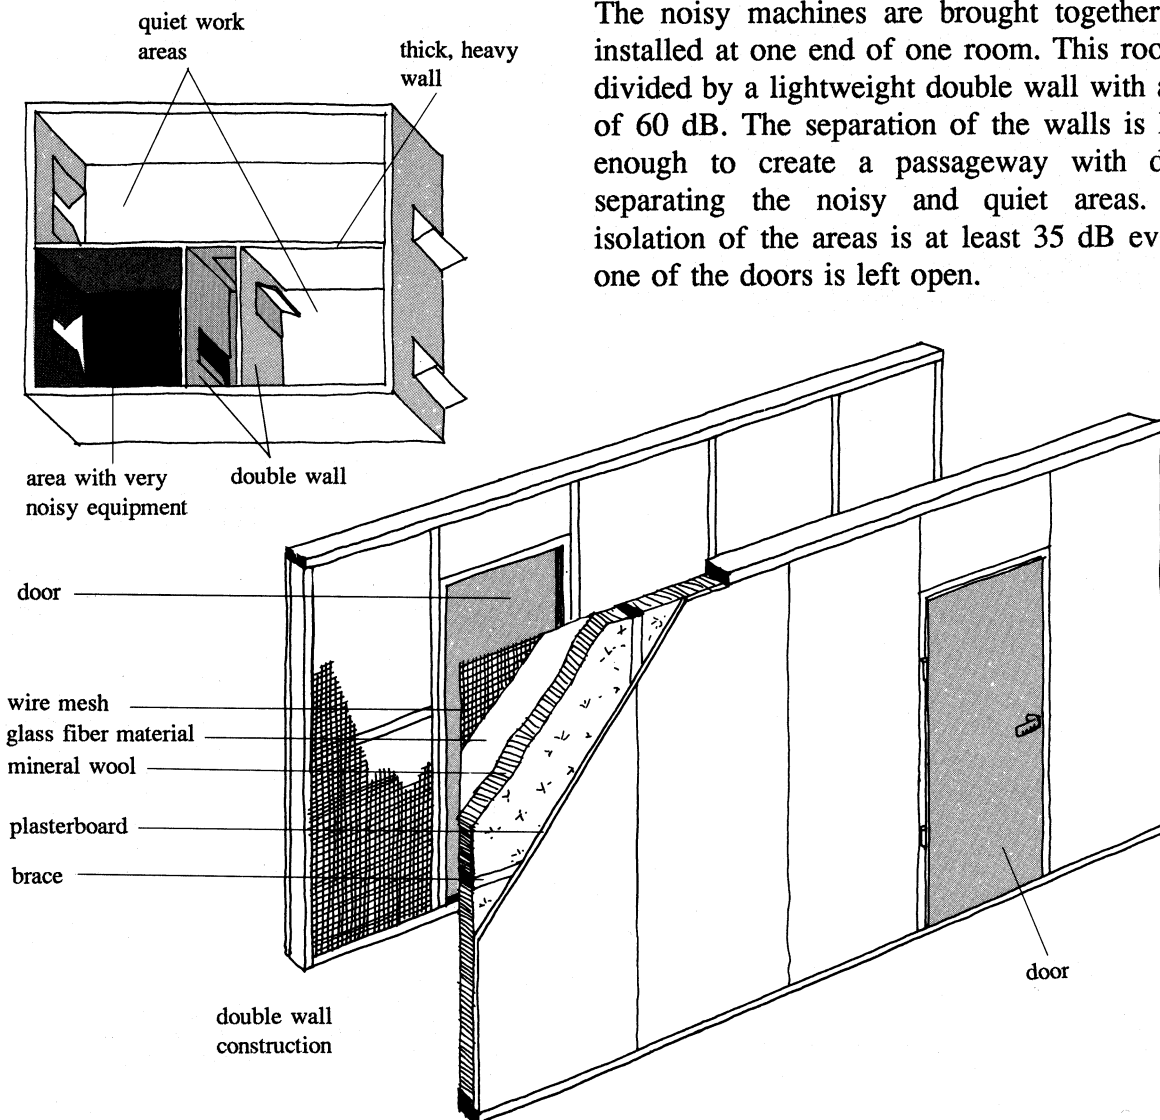 The noisy machines are brought together
installed at one end of one room. This
divided by a lightweight double wall with
of 60 dB. The separation of the walls is
enough to create a passageway with
separating the noisy and quiet areas.
isolation of the areas is at least 35 dB
one of the doors is left open.
quiet work
areas
thick, heavy
wall
area with very
noisy equipment
double wall
door
wire mesh
glass fiber material
mineral wool
plasterboard
brace
door
double wall
construction